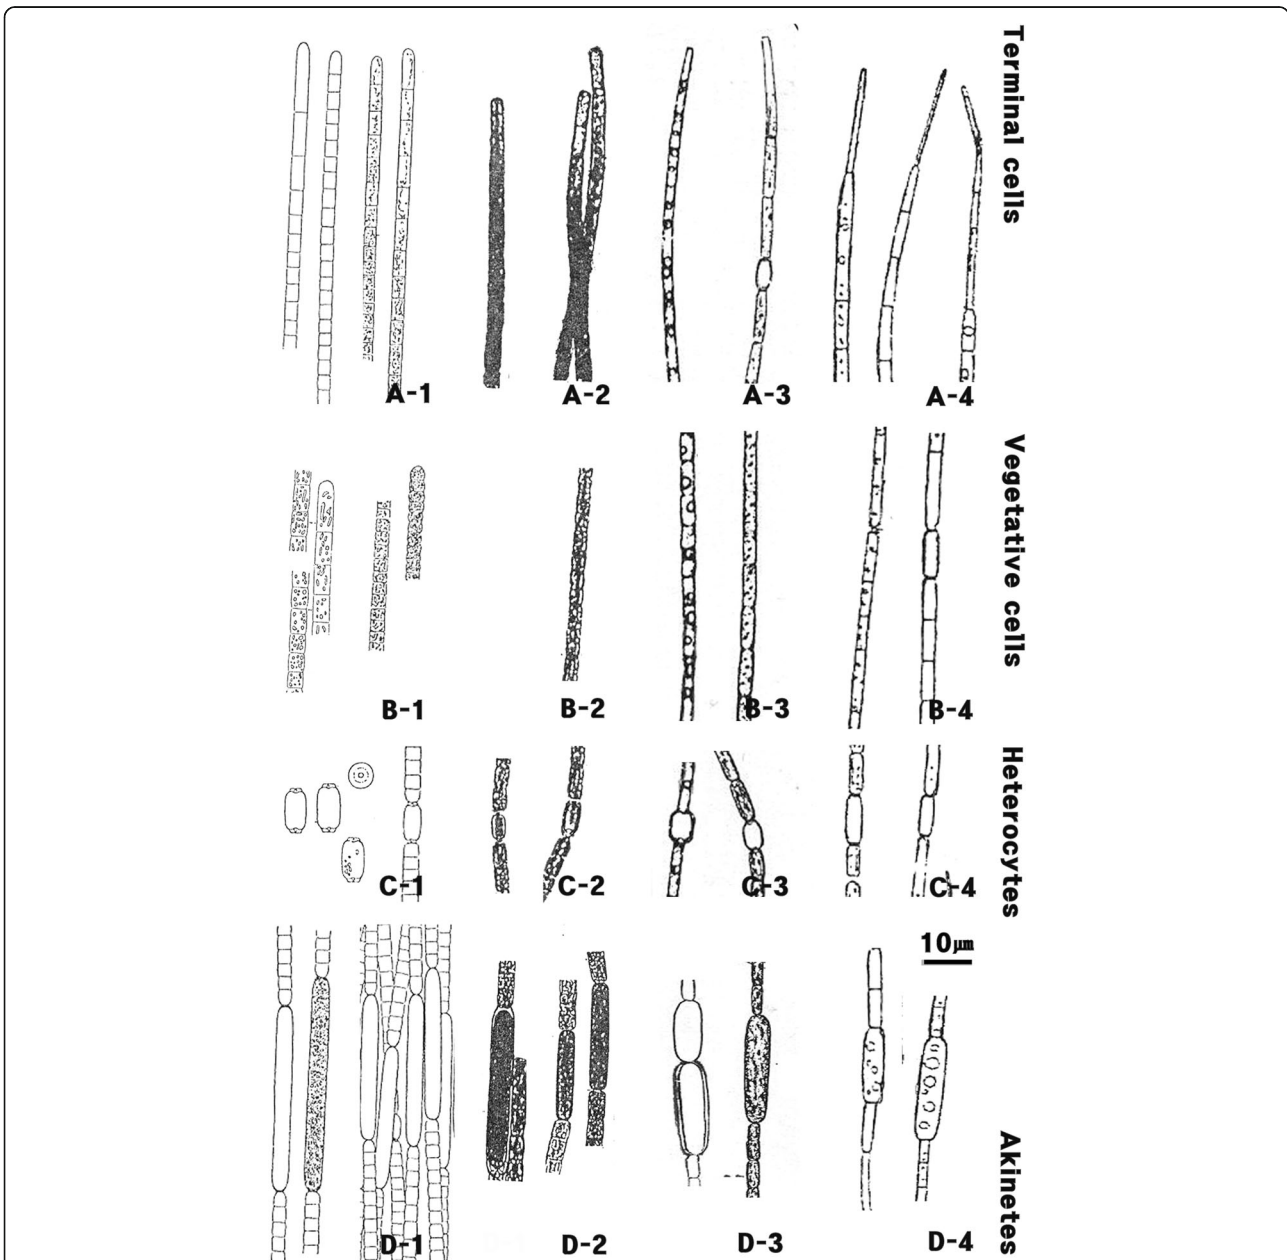 Terminal cells
A-1 A-2 A-3 A-4
Vegetative cells
B-1 B-2 B-3 B-4
Heterocytes
C-1 C-2 C-3 C-4
10μm
Akinetes
D-1 D-2 D-3 D-4